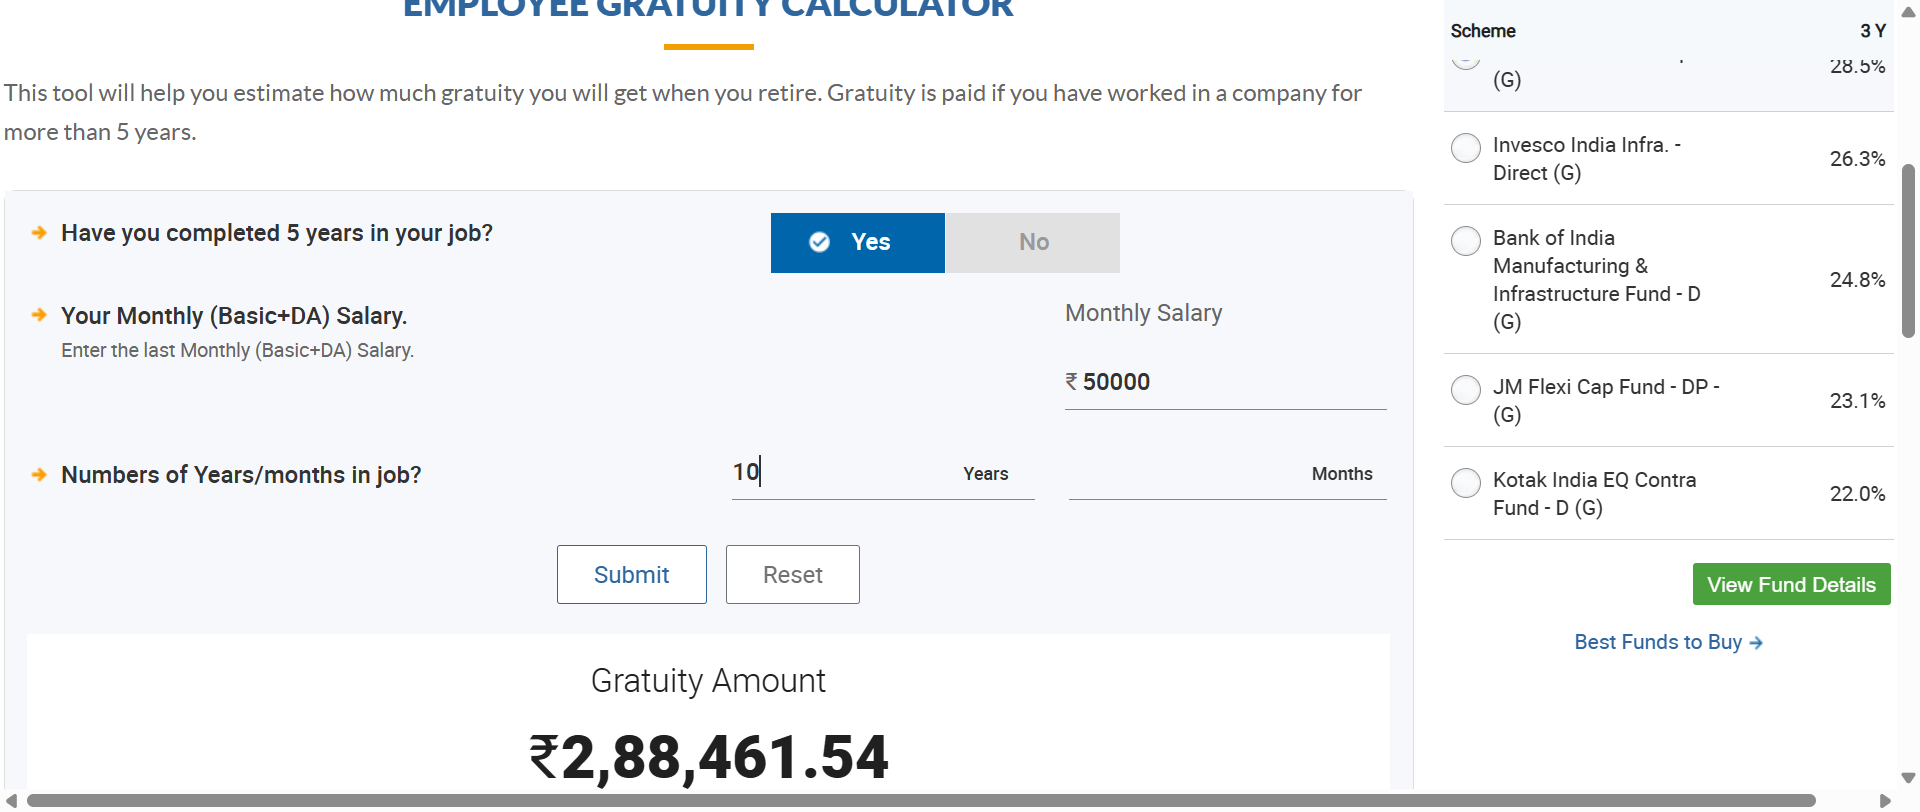 EMPLOYEE GRATUITY CALCULATOR
This tool will help you estimate how much gratuity you will get when you retire. Gratuity is paid if you have worked in a company for
more than 5 years.
Have you completed 5 years in your job?
Yes
No
Your Monthly (Basic+DA) Salary.
Enter the last Monthly (Basic+DA) Salary.
Monthly Salary
₹ 50000
Numbers of Years/months in job?
10
Years
Months
Submit
Reset
Gratuity Amount
₹2,88,461.54
Scheme
3 Y
(G)
28.5%
Invesco India Infra. -
Direct (G)
26.3%
Bank of India
Manufacturing &
Infrastructure Fund - D
(G)
24.8%
JM Flexi Cap Fund - DP -
(G)
23.1%
Kotak India EQ Contra
Fund - D (G)
22.0%
View Fund Details
Best Funds to Buy